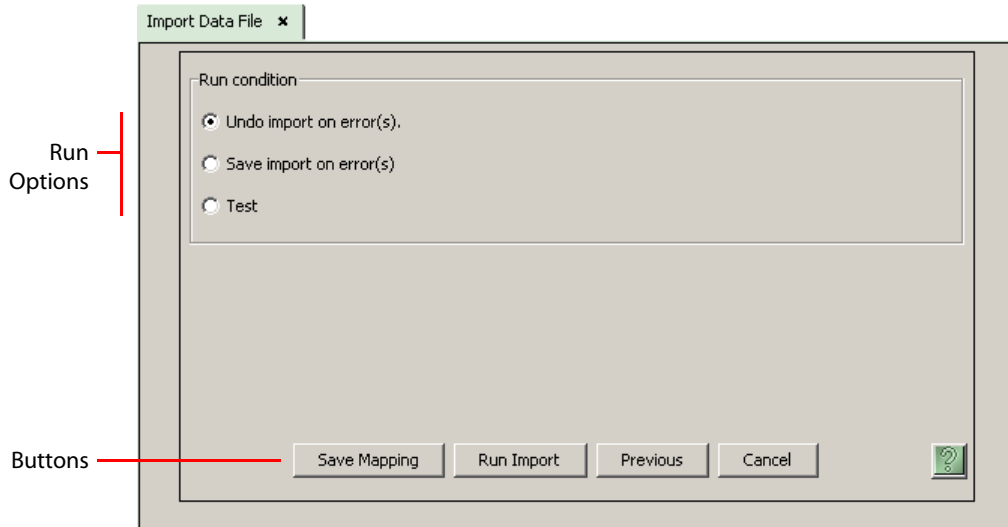 Import Data File ×
Run condition
Undo import on error(s).
Save import on error(s)
Test
Run
Options
Buttons
Save Mapping
Run Import
Previous
Cancel
?